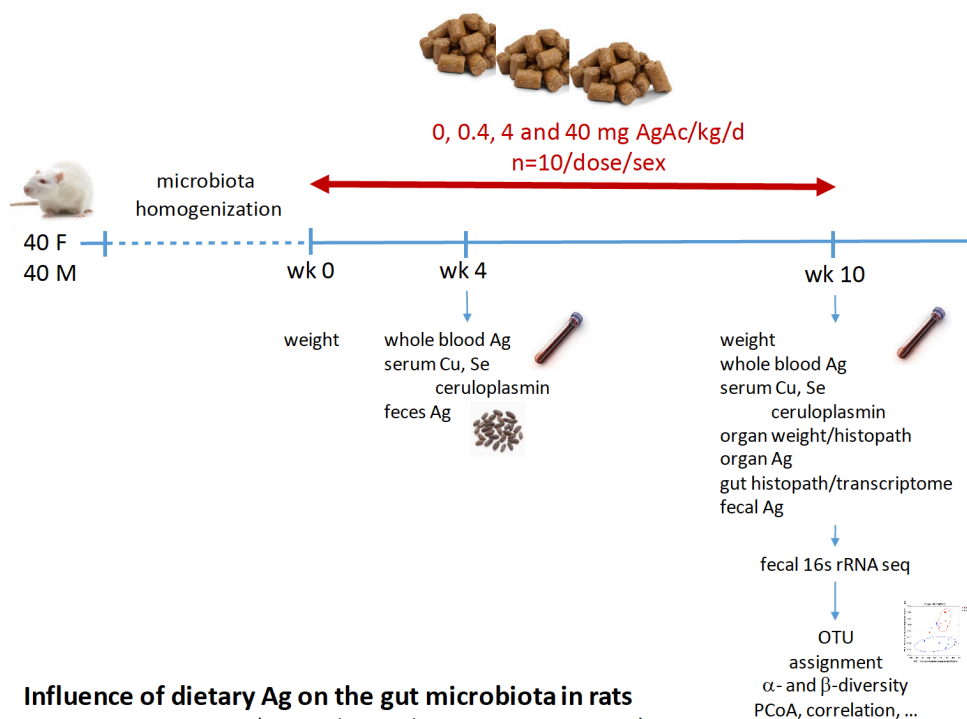 0, 0.4, 4 and 40 mg AgAc/kg/d
n=10/dose/sex
microbiota
homogenization
40 F
40 M
wk 0
wk 4
wk 10
weight
whole blood Ag
serum Cu, Se
ceruloplasmin
feces Ag
weight
whole blood Ag
serum Cu, Se
ceruloplasmin
organ weight/histopath
organ Ag
gut histopath/transcriptome
fecal Ag
fecal 16s rRNA seq
OTU
assignment
α- and β-diversity
PCoA, correlation, ...
Influence of dietary Ag on the gut microbiota in rats